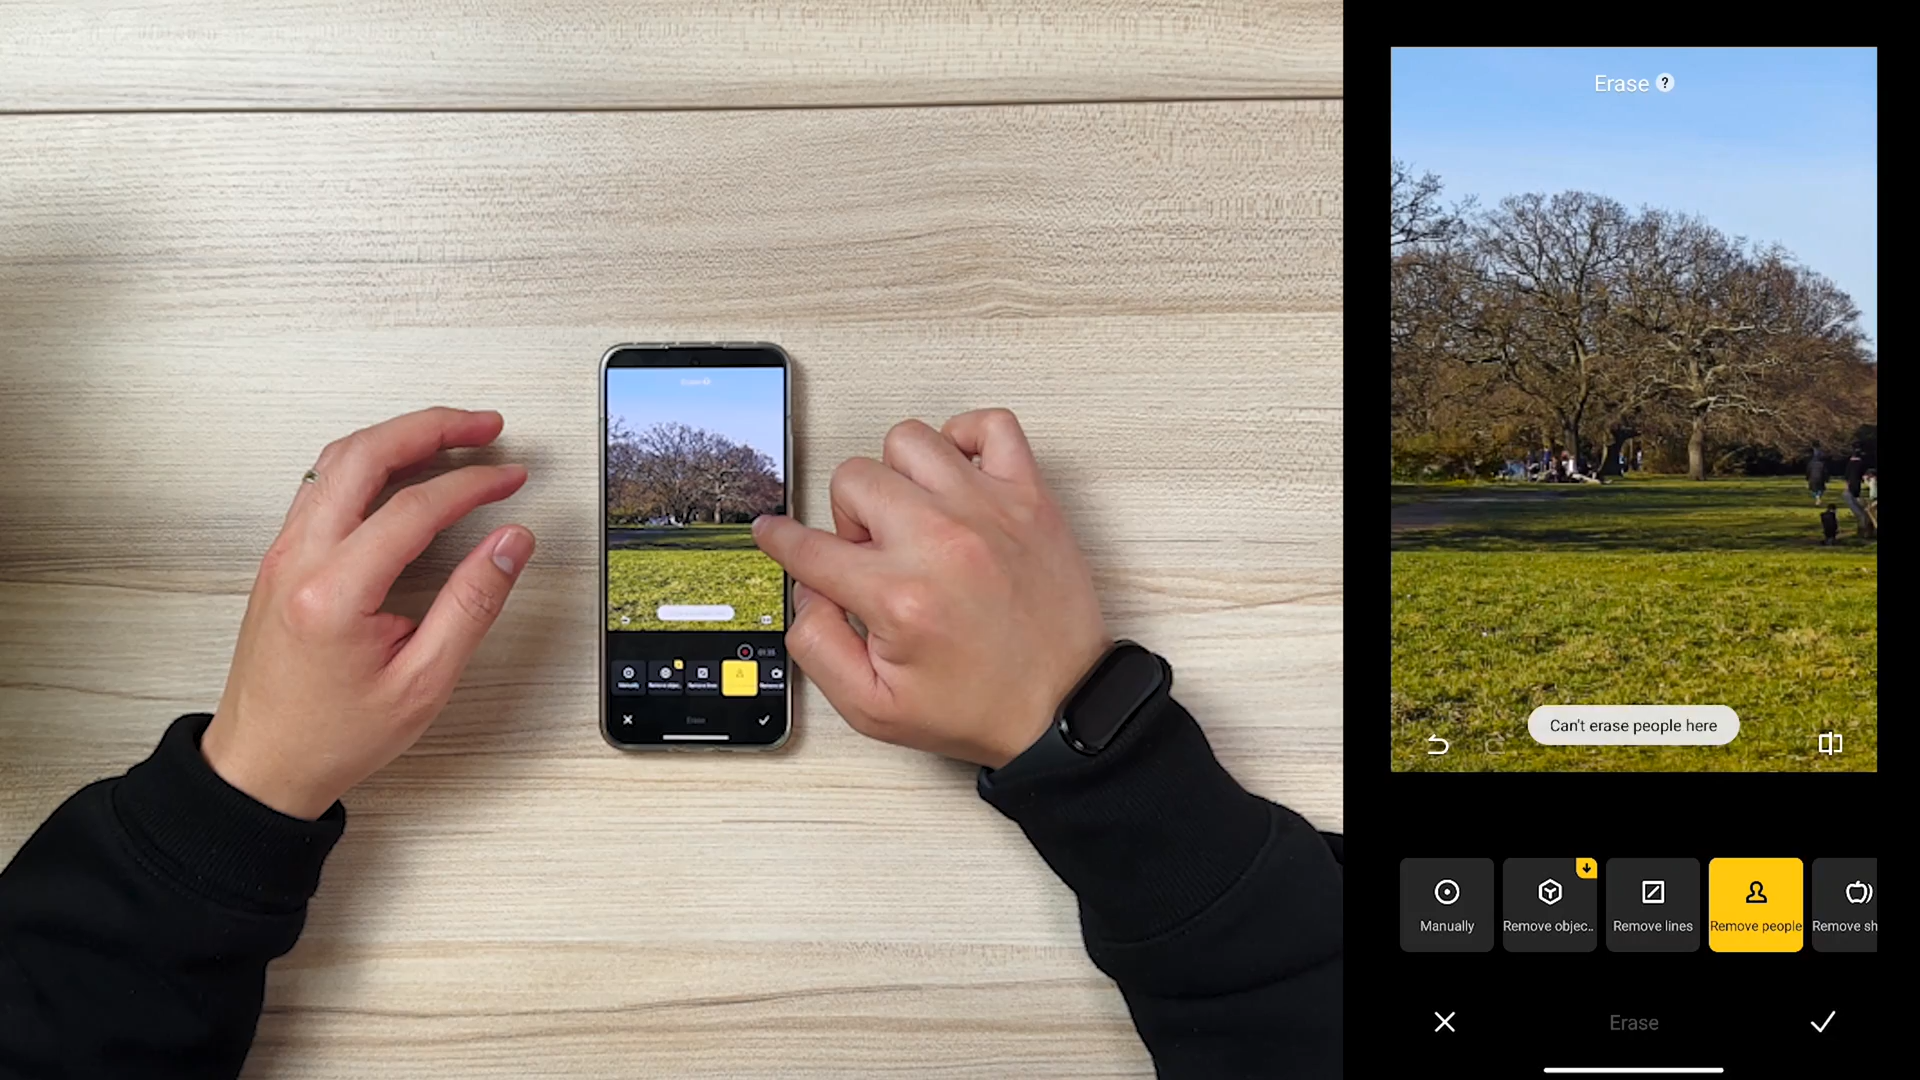 Erase ?
Can't erase people here
Manually
Remove objec..
Remove lines
Remove people
Remove sh
Erase